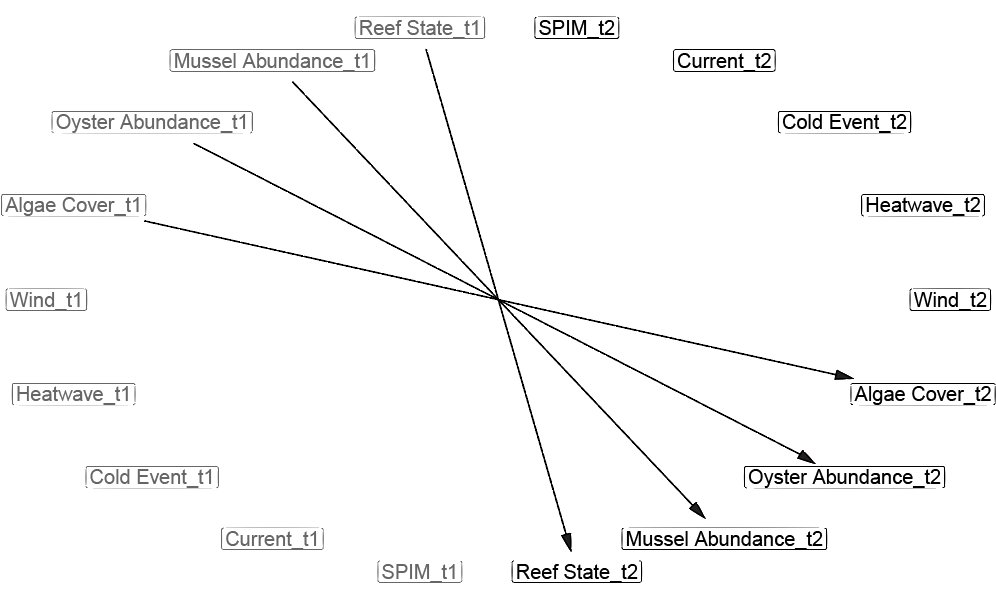 Reef State_t1
SPIM_t2
Mussel Abundance_t1
Current_t2
Oyster Abundance_t1
Cold Event_t2
Algae Cover_t1
Heatwave_t2
Wind_t1
Wind_t2
Heatwave_t1
Algae Cover_t2
Cold Event_t1
Oyster Abundance_t2
Current_t1
Mussel Abundance_t2
SPIM_t1
Reef State_t2